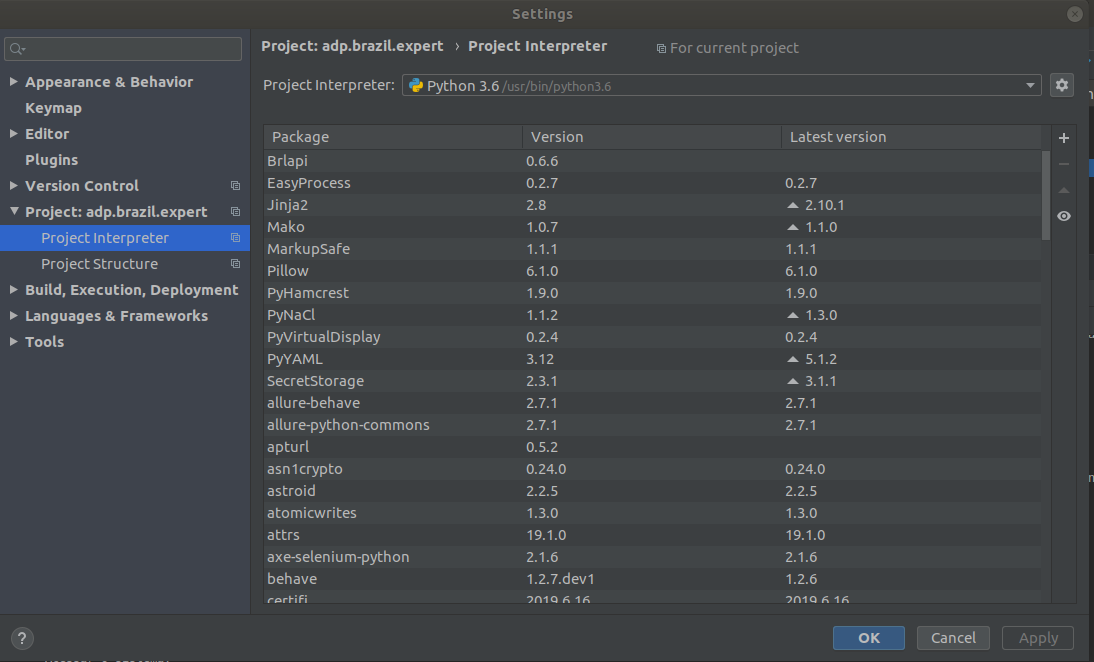 Settings
Project: adp.brazil.expert › Project Interpreter For current project
Appearance & Behavior
Keymap
Editor
Plugins
Version Control
Project: adp.brazil.expert
Project Interpreter
Project Structure
Build, Execution, Deployment
Languages & Frameworks
Tools
Project Interpreter: Python 3.6 /usr/bin/python3.6
Package Version Latest version
Brlapi 0.6.6
EasyProcess 0.2.7 0.2.7
Jinja2 2.8 2.10.1
Mako 1.0.7 1.1.0
MarkupSafe 1.1.1 1.1.1
Pillow 6.1.0 6.1.0
PyHamcrest 1.9.0 1.9.0
PyNaCl 1.1.2 1.3.0
PyVirtualDisplay 0.2.4 0.2.4
PyYAML 3.12 5.1.2
SecretStorage 2.3.1 3.1.1
allure-behave 2.7.1 2.7.1
allure-python-commons 2.7.1 2.7.1
apturl 0.5.2
asn1crypto 0.24.0 0.24.0
astroid 2.2.5 2.2.5
atomicwrites 1.3.0 1.3.0
attrs 19.1.0 19.1.0
axe-selenium-python 2.1.6 2.1.6
behave 1.2.7.dev1 1.2.6
certifi 2019.6.16 2019.6.16
? OK Cancel Apply